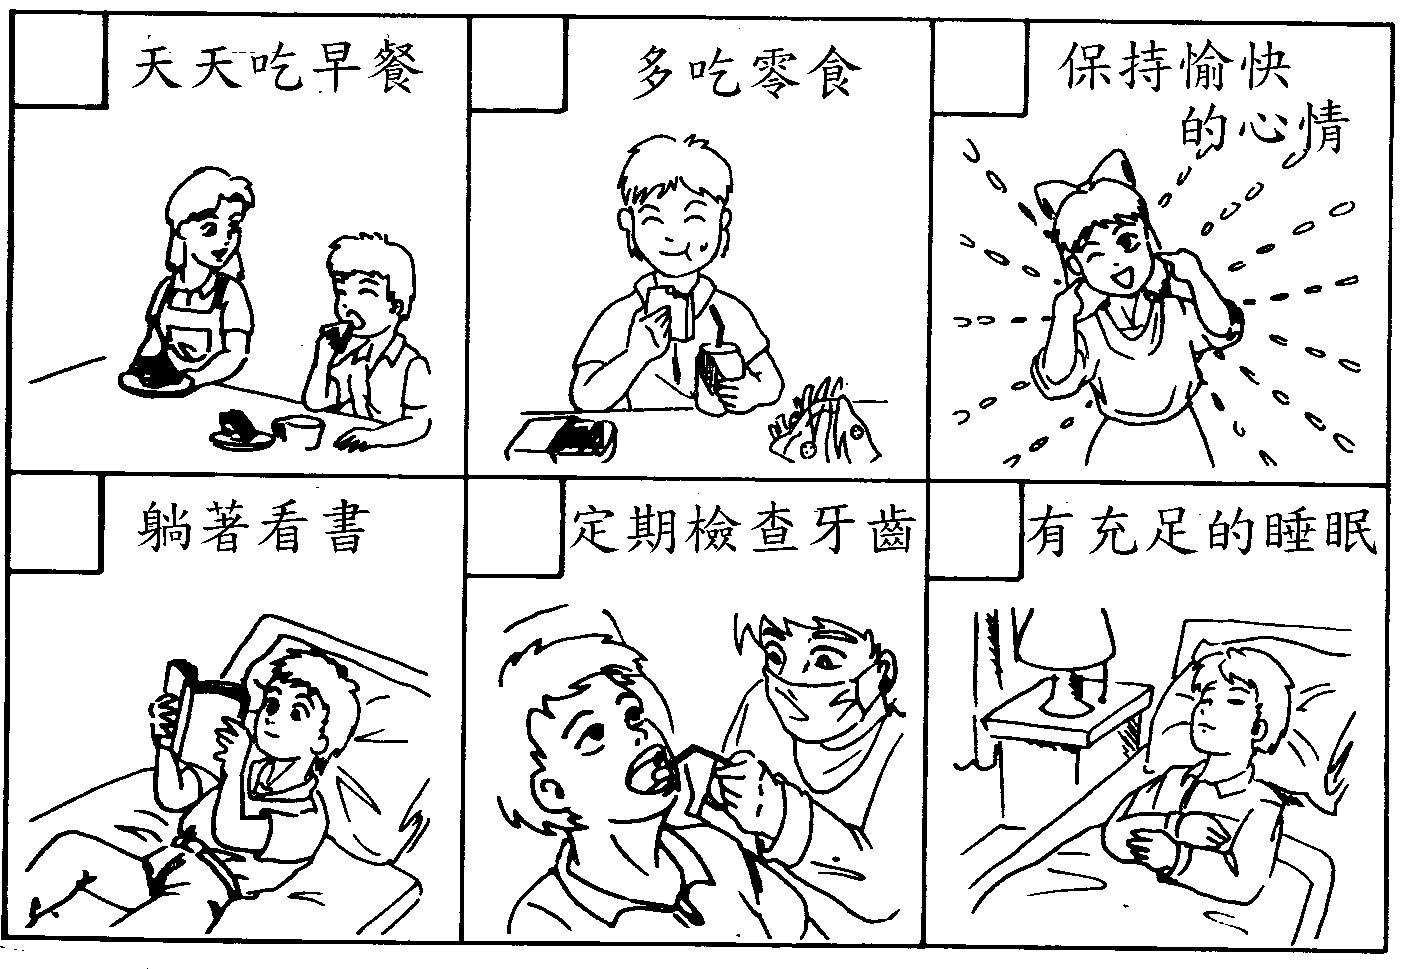 天天吃早餐
多吃零食
保持愉快
的心情
躺著看書
定期檢查牙齒
有充足的睡眠